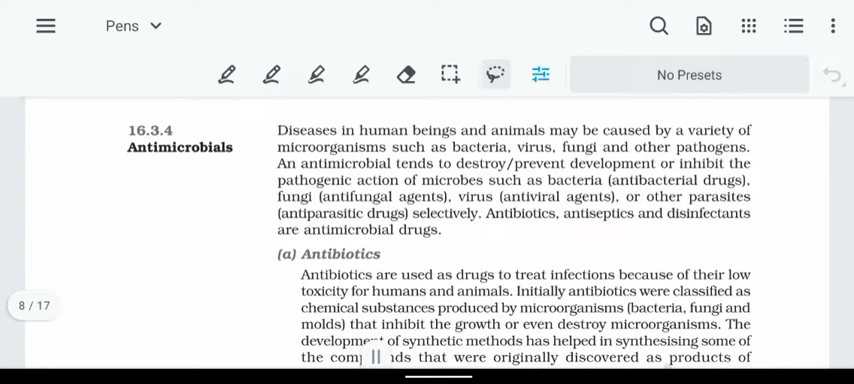 Pens
No Presets
16.3.4
Antimicrobials
Diseases in human beings and animals may be caused by a variety of
microorganisms such as bacteria, virus, fungi and other pathogens.
An antimicrobial tends to destroy/prevent development or inhibit the
pathogenic action of microbes such as bacteria (antibacterial drugs),
fungi (antifungal agents), virus (antiviral agents), or other parasites
(antiparasitic drugs) selectively. Antibiotics, antiseptics and disinfectants
are antimicrobial drugs.
(a) Antibiotics
Antibiotics are used as drugs to treat infections because of their low
toxicity for humans and animals. Initially antibiotics were classified as
chemical substances produced by microorganisms (bacteria, fungi and
molds) that inhibit the growth or even destroy microorganisms. The
development of synthetic methods has helped in synthesising some of
the that were originally discovered as products of
8 / 17